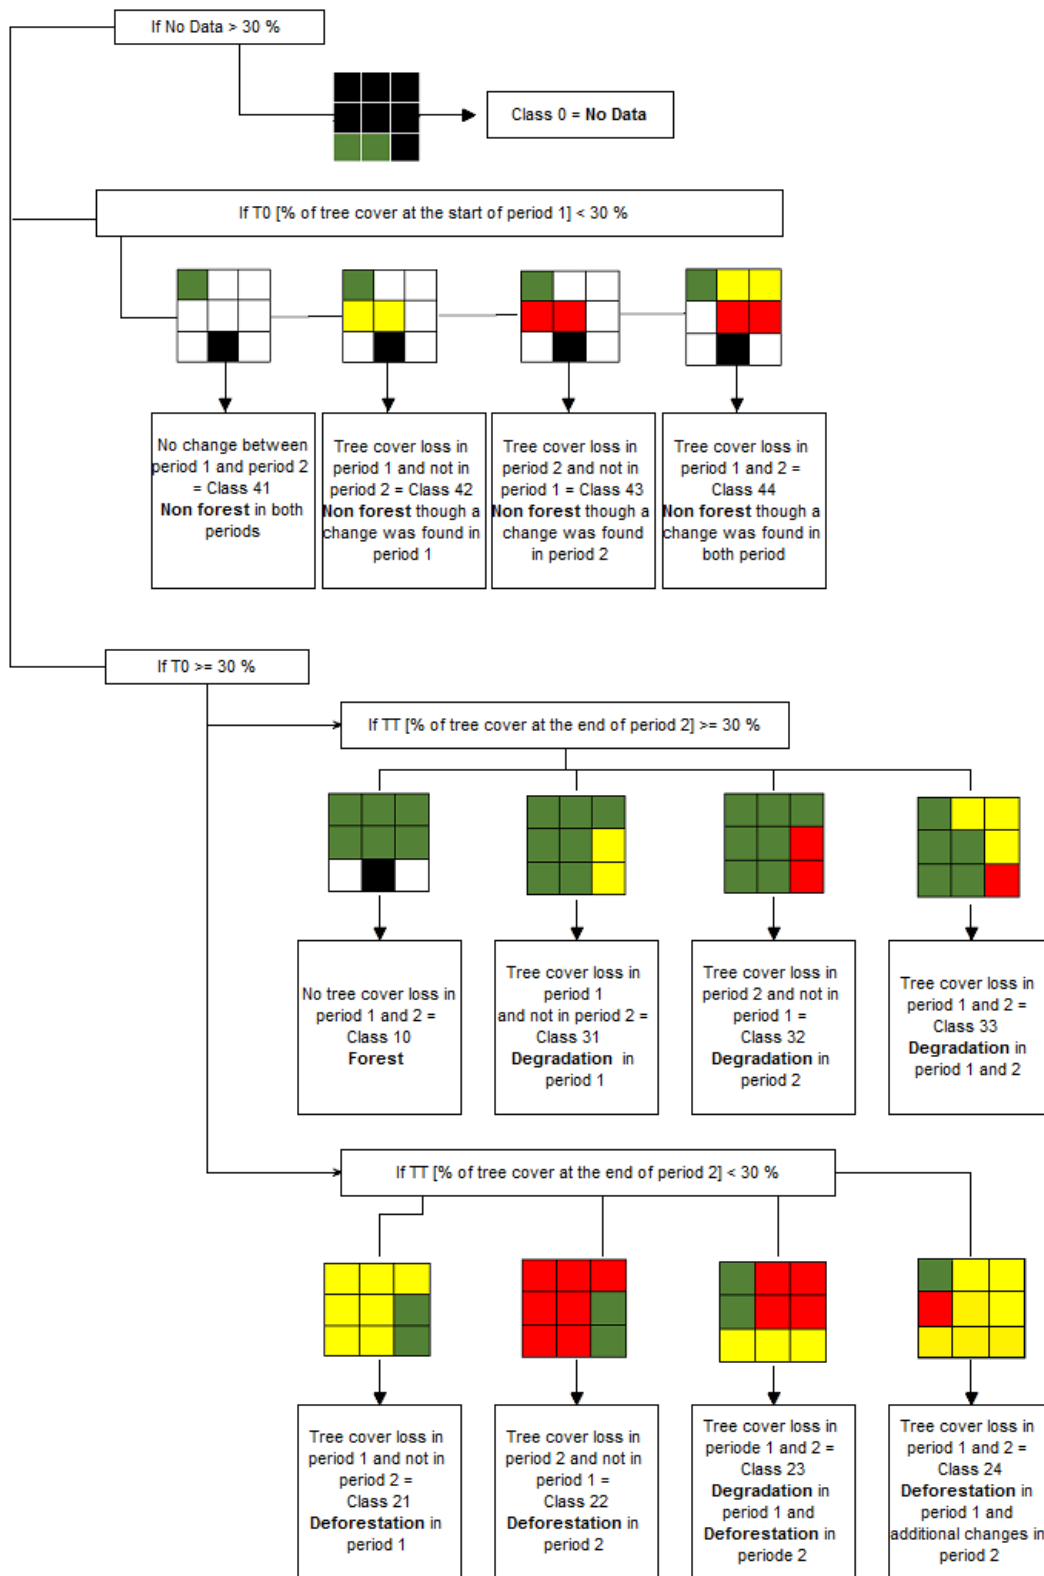 If No Data > 30 %
Class 0 = No Data
If T0 [% of tree cover at the start of period 1] < 30 %
No change between
period 1 and period 2
= Class 41
Non forest in both
periods
Tree cover loss in
period 1 and not in
period 2 = Class 42
Non forest though a
change was found in
period 1
Tree cover loss in
period 2 and not in
period 1 = Class 43
Non forest though a
change was found
in period 2
Tree cover loss in
period 1 and 2 =
Class 44
Non forest though a
change was found in
both period
If T0 >= 30 %
If TT [% of tree cover at the end of period 2] >= 30 %
No tree cover loss in
period 1 and 2 =
Class 10
Forest
Tree cover loss in
period 1
and not in period 2 =
Class 31
Degradation in
period 1
Tree cover loss in
period 2 and not in
period 1 =
Class 32
Degradation in
period 2
Tree cover loss in
period 1 and 2 =
Class 33
Degradation in
period 1 and 2
If TT [% of tree cover at the end of period 2] < 30 %
Tree cover loss in
period 1 and not in
period 2 =
Class 21
Deforestation in
period 1
Tree cover loss in
period 2 and not in
period 1 =
Class 22
Deforestation in
period 2
Tree cover loss in
periode 1 and 2 =
Class 23
Degradation in
period 1 and
Deforestation in
periode 2
Tree cover loss in
period 1 and 2 =
Class 24
Deforestation in
period 1 and
additional changes in
period 2